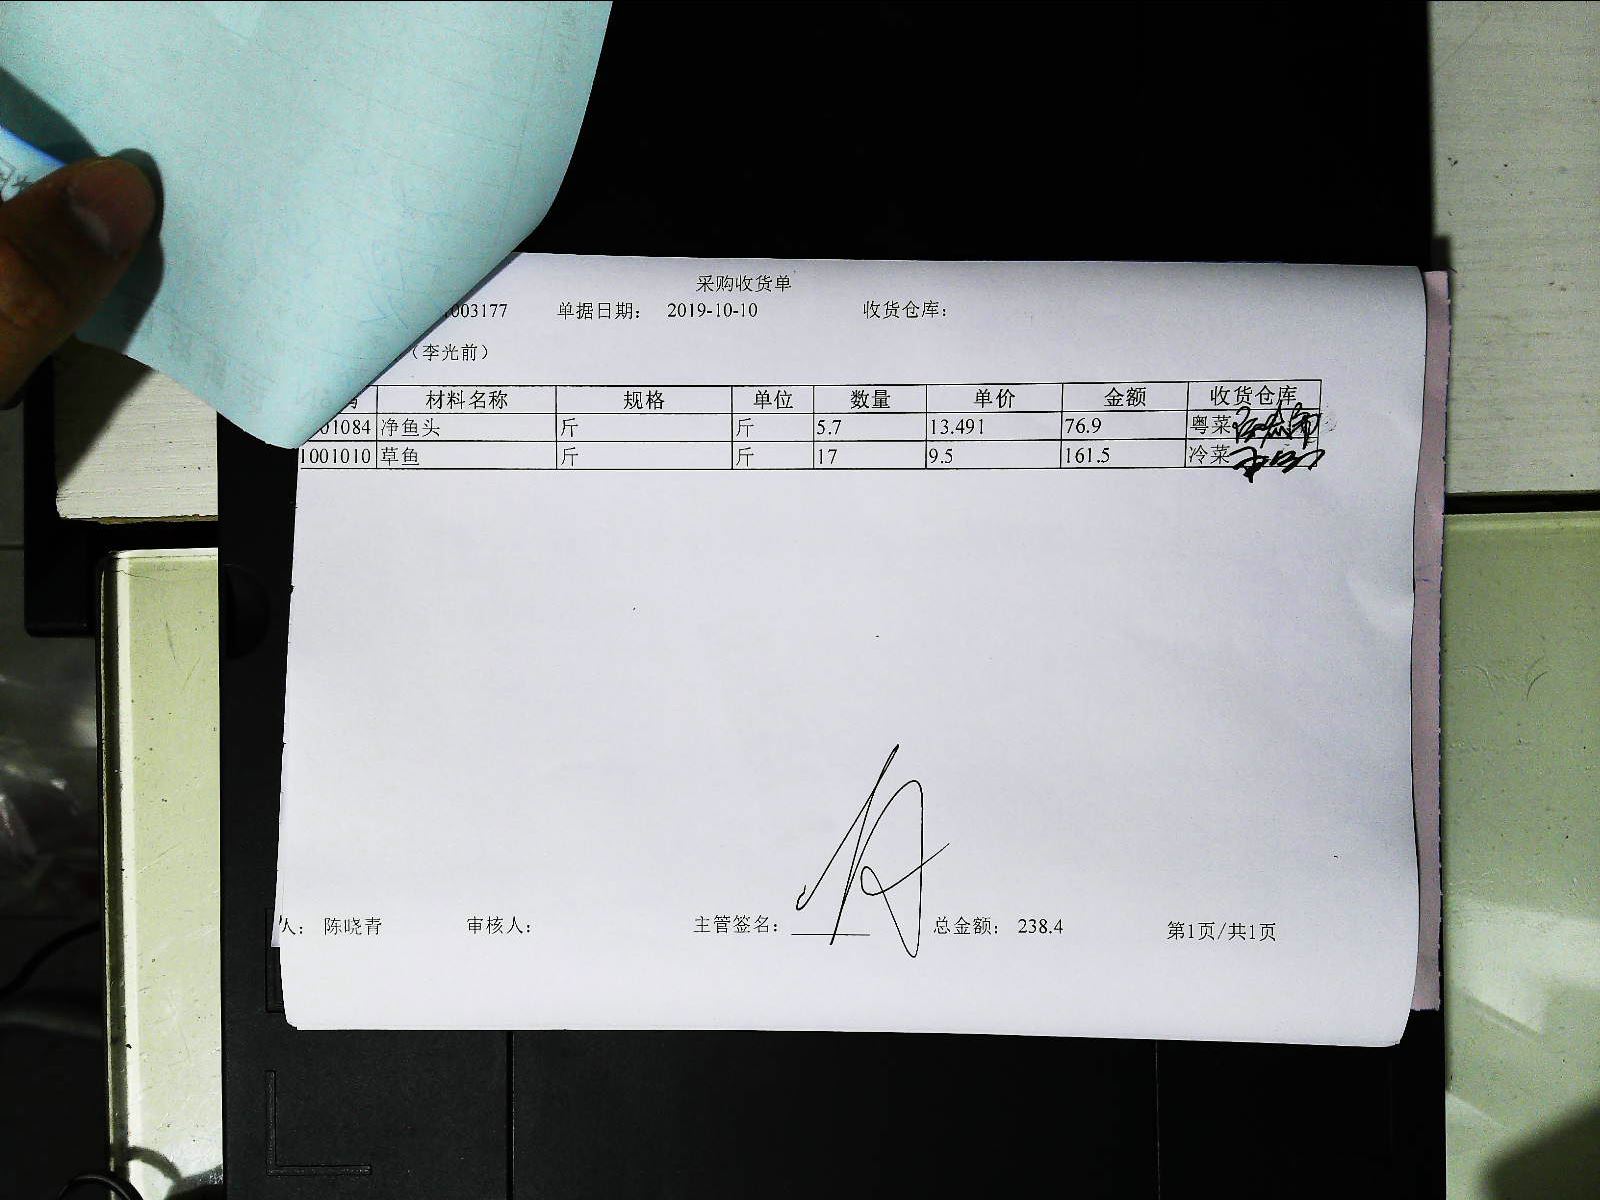 采购收货单
003177 单据日期： 2019-10-10 收货仓库：
（李光前）
材料名称 规格 单位 数量 单价 金额 收货仓库
01084 净鱼头 斤 斤 5.7 13.491 76.9 粤菜
1001010 草鱼 斤 斤 17 9.5 161.5 冷菜
人： 陈晓青 审核人： 主管签名： 总金额： 238.4 第1页/共1页